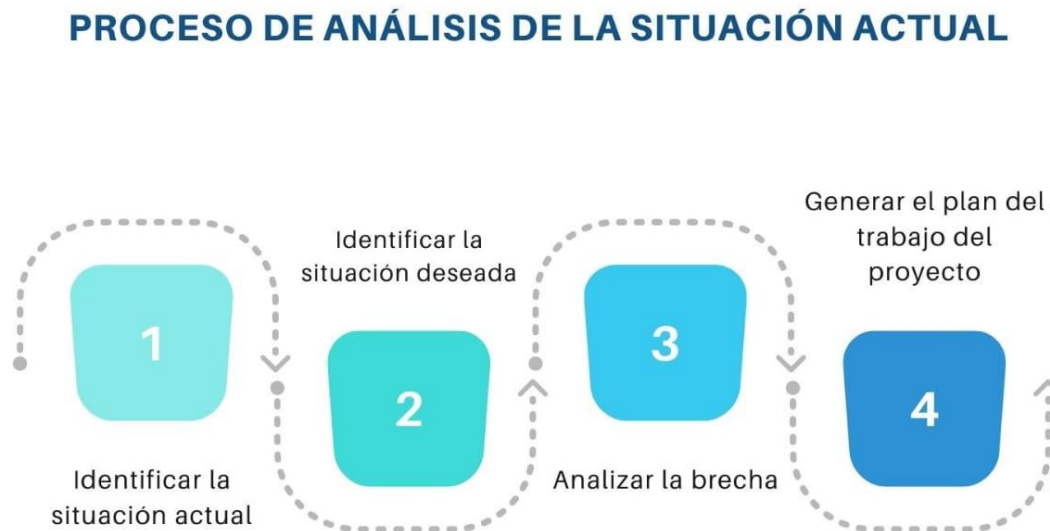 PROCESO DE ANÁLISIS DE LA SITUACIÓN ACTUAL
1
Identificar la
situación actual
Identificar la
situación deseada
2
3
Analizar la brecha
Generar el plan del
trabajo del
proyecto
4